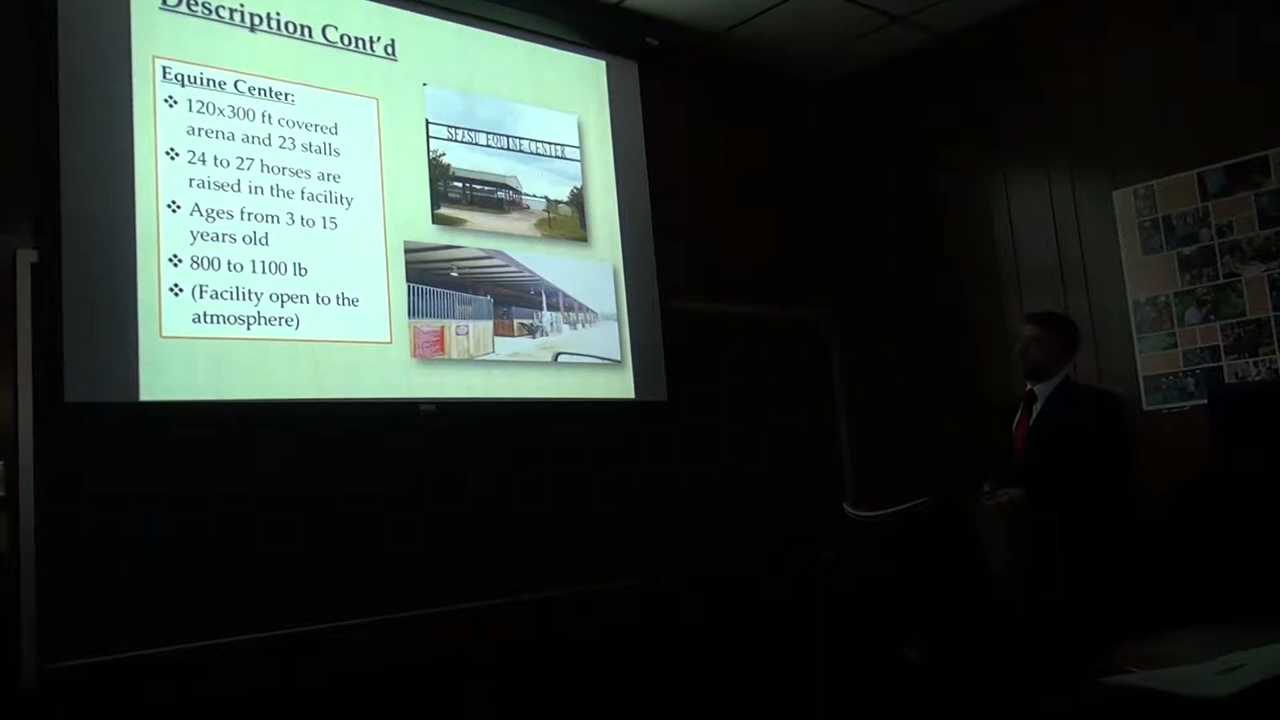 Description Cont'd
Equine Center:
❖ 120x300 ft covered
arena and 23 stalls
❖ 24 to 27 horses are
raised in the facility
❖ Ages from 3 to 15
years old
❖ 800 to 1100 lb
❖ (Facility open to the
atmosphere)
SFASU EQUINE CENTER